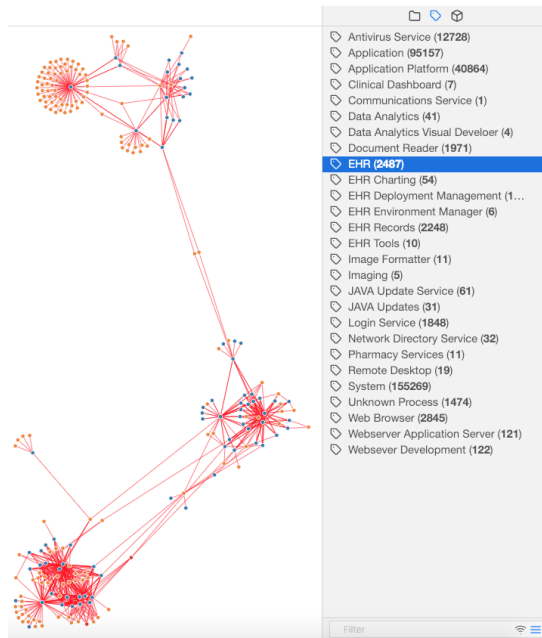 Antivirus Service (12728)
Application (95157)
Application Platform (40864)
Clinical Dashboard (7)
Communications Service (1)
Data Analytics (41)
Data Analytics Visual Develoer (4)
Document Reader (1971)
EHR (2487)
EHR Charting (54)
EHR Deployment Management (1...
EHR Environment Manager (6)
EHR Records (2248)
EHR Tools (10)
Image Formatter (11)
Imaging (5)
JAVA Update Service (61)
JAVA Updates (31)
Login Service (1848)
Network Directory Service (32)
Pharmacy Services (11)
Remote Desktop (19)
System (155269)
Unknown Process (1474)
Web Browser (2845)
Webserver Application Server (121)
Websever Development (122)
Filter